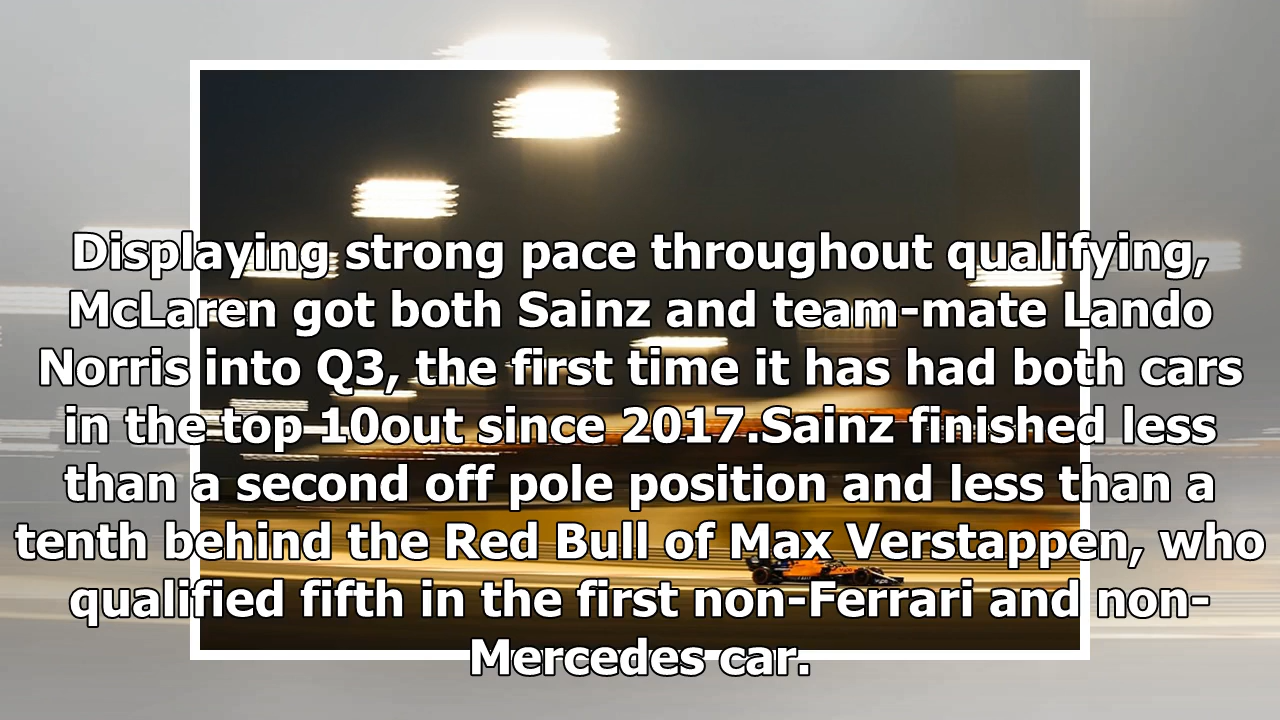 Displaying strong pace throughout qualifying,
McLaren got both Sainz and team-mate Lando
Norris into Q3, the first time it has had both cars
in the top 10out since 2017.Sainz finished less
than a second off pole position and less than a
tenth behind the Red Bull of Max Verstappen, who
qualified fifth in the first non-Ferrari and non-
Mercedes car.